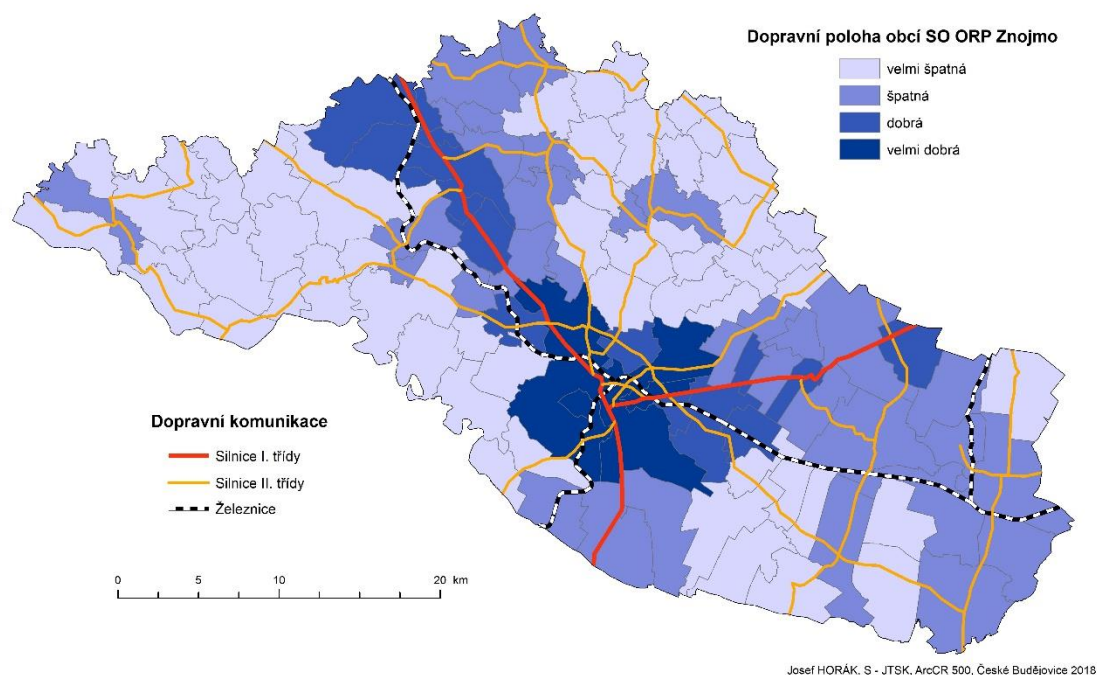 Dopravní poloha obcí SO ORP Znojmo
velmi špatná
špatná
dobrá
velmi dobrá
Dopravní komunikace
Silnice I. třídy
Silnice II. třídy
Železnice
0 5 10 20 km
Josef HORÁK, S - JTSK, ArcCR 500, České Budějovice 2018